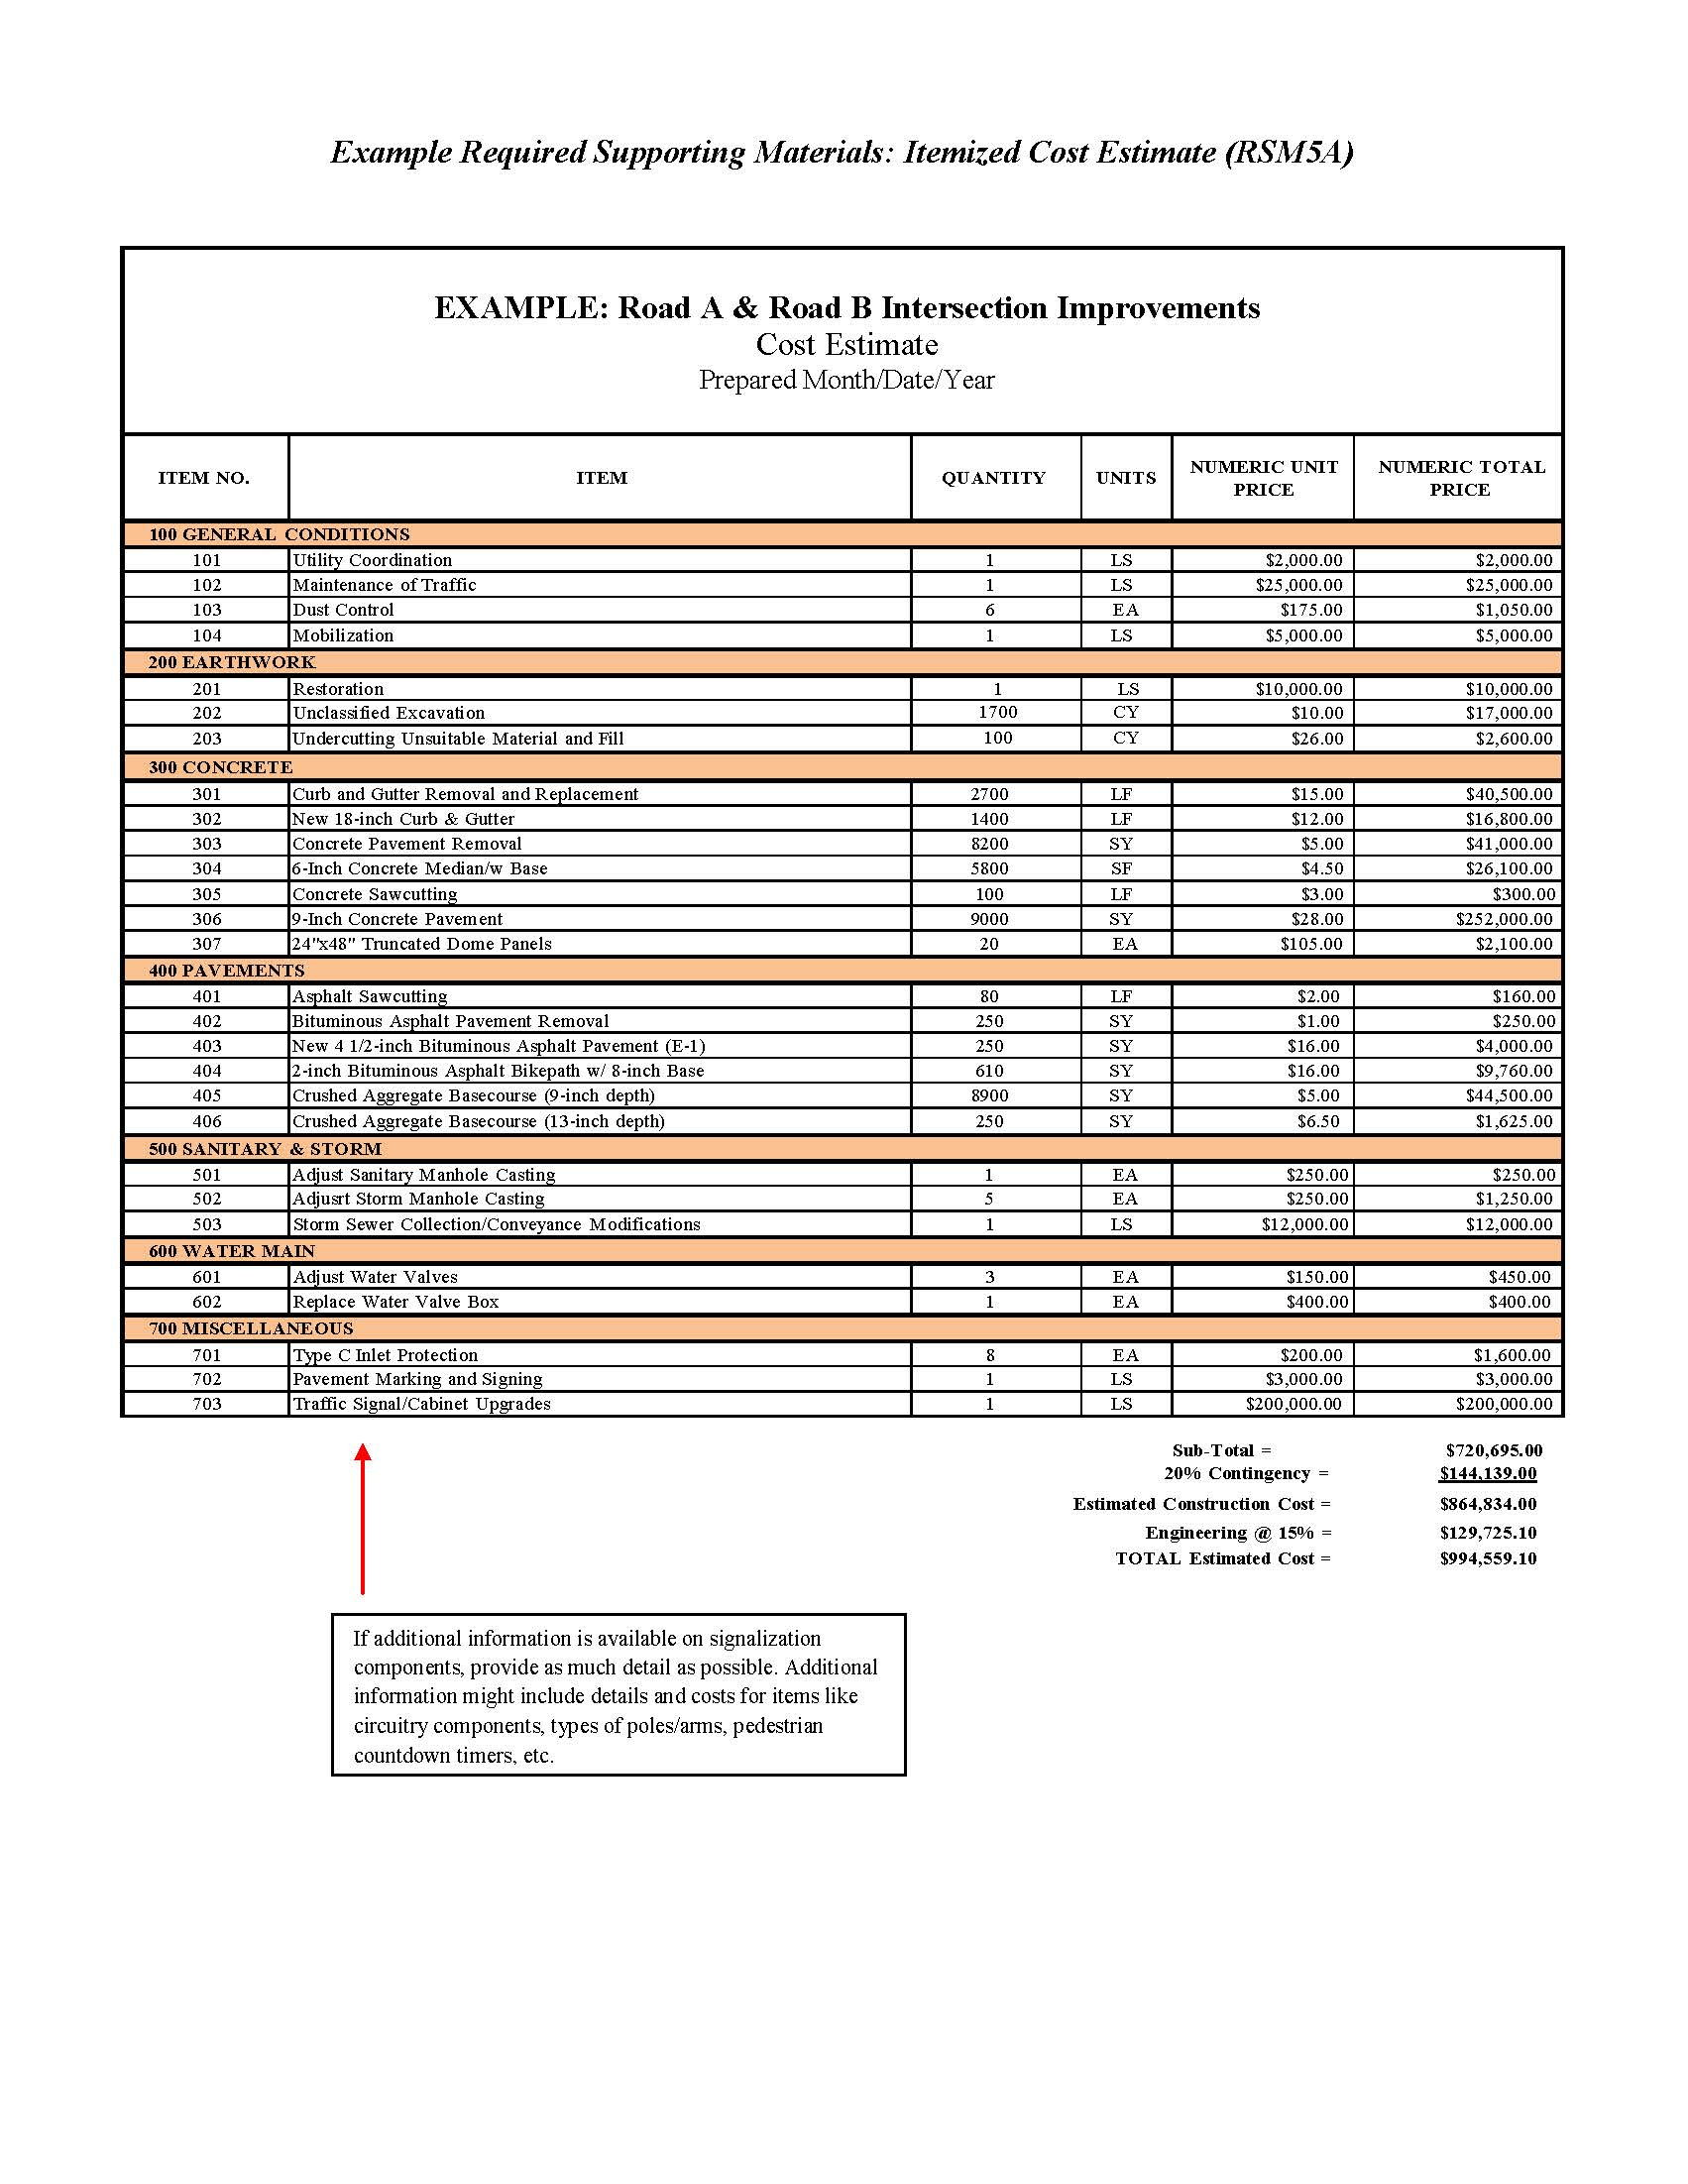 Example Required Supporting Materials: Itemized Cost Estimate (RSM5A)
EXAMPLE: Road A & Road B Intersection Improvements
Cost Estimate
Prepared Month/Date/Year
ITEM NO. ITEM QUANTITY UNITS NUMERIC UNIT PRICE NUMERIC TOTAL PRICE
100 GENERAL CONDITIONS
101 Utility Coordination 1 LS $2,000.00 $2,000.00
102 Maintenance of Traffic 1 LS $25,000.00 $25,000.00
103 Dust Control 6 EA $175.00 $1,050.00
104 Mobilization 1 LS $5,000.00 $5,000.00
200 EARTHWORK
201 Restoration 1 LS $10,000.00 $10,000.00
202 Unclassified Excavation 1700 CY $10.00 $17,000.00
203 Undercutting Unsuitable Material and Fill 100 CY $26.00 $2,600.00
300 CONCRETE
301 Curb and Gutter Removal and Replacement 2700 LF $15.00 $40,500.00
302 New 18-inch Curb & Gutter 1400 LF $12.00 $16,800.00
303 Concrete Pavement Removal 8200 SY $5.00 $41,000.00
304 6-Inch Concrete Median/w Base 5800 SF $4.50 $26,100.00
305 Concrete Sawcutting 100 LF $3.00 $300.00
306 9-Inch Concrete Pavement 9000 SY $28.00 $252,000.00
307 24"x48" Truncated Dome Panels 20 EA $105.00 $2,100.00
400 PAVEMENTS
401 Asphalt Sawcutting 80 LF $2.00 $160.00
402 Bituminous Asphalt Pavement Removal 250 SY $1.00 $250.00
403 New 4 1/2-inch Bituminous Asphalt Pavement (E-1) 250 SY $16.00 $4,000.00
404 2-inch Bituminous Asphalt Bikepath w/ 8-inch Base 610 SY $16.00 $9,760.00
405 Crushed Aggregate Basecourse (9-inch depth) 8900 SY $5.00 $44,500.00
406 Crushed Aggregate Basecourse (13-inch depth) 250 SY $6.50 $1,625.00
500 SANITARY & STORM
501 Adjust Sanitary Manhole Casting 1 EA $250.00 $250.00
502 Adjusrt Storm Manhole Casting 5 EA $250.00 $1,250.00
503 Storm Sewer Collection/Conveyance Modifications 1 LS $12,000.00 $12,000.00
600 WATER MAIN
601 Adjust Water Valves 3 EA $150.00 $450.00
602 Replace Water Valve Box 1 EA $400.00 $400.00
700 MISCELLANEOUS
701 Type C Inlet Protection 8 EA $200.00 $1,600.00
702 Pavement Marking and Signing 1 LS $3,000.00 $3,000.00
703 Traffic Signal/Cabinet Upgrades 1 LS $200,000.00 $200,000.00
Sub-Total = $720,695.00
20% Contingency = $144,139.00
Estimated Construction Cost = $864,834.00
Engineering @ 15% = $129,725.10
TOTAL Estimated Cost = $994,559.10
If additional information is available on signalization
components, provide as much detail as possible. Additional
information might include details and costs for items like
circuitry components, types of poles/arms, pedestrian
countdown timers, etc.